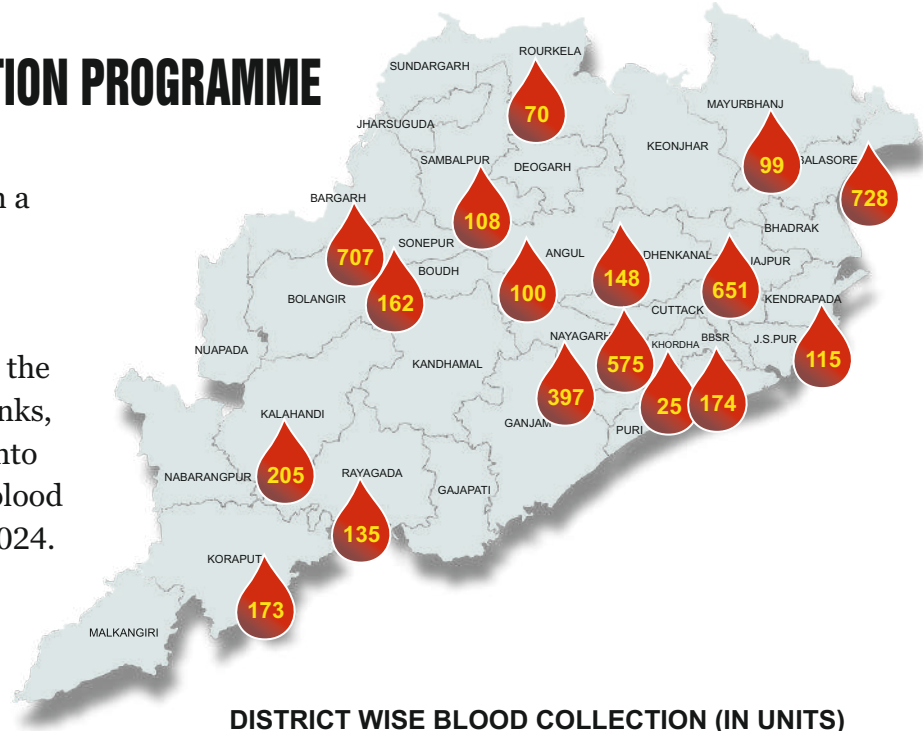 TION PROGRAMME
n a
the
nks,
nto
lood
024.
ROURKELA
SUNDARGARH
70
MAYURBHANJ
JHARSUGUDA
KEONJHAR
SAMBALPUR
DEOGARH
99
BALASORE
728
BARGARH
108
BHADRAK
SONEPUR
707
ANGUL
148
DHENKANAL
JAJPUR
BOUDH
BOLANGIR
162
100
651
KENDRAPADA
CUTTACK
NAYAGARH
575
KHORDHA
BBSR
J.S.PUR
115
NUAPADA
KANDHAMAL
397
25
174
KALAHANDI
GANJAM
PURI
NABARANGPUR
205
RAYAGADA
GAJAPATI
135
KORAPUT
173
MALKANGIRI
DISTRICT WISE BLOOD COLLECTION (IN UNITS)